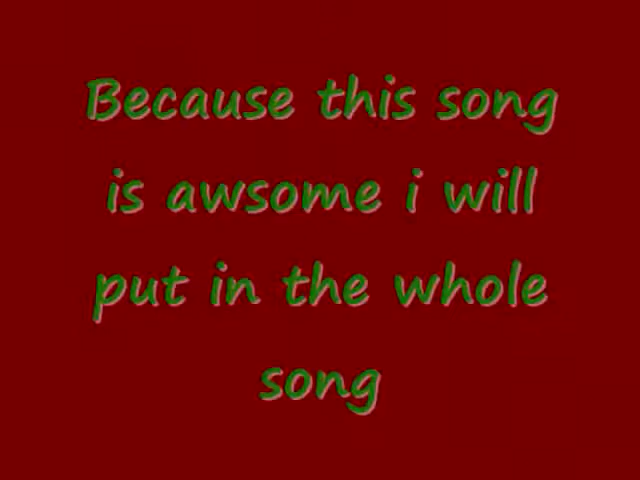 Because this song
is awsome i will
put in the whole
song